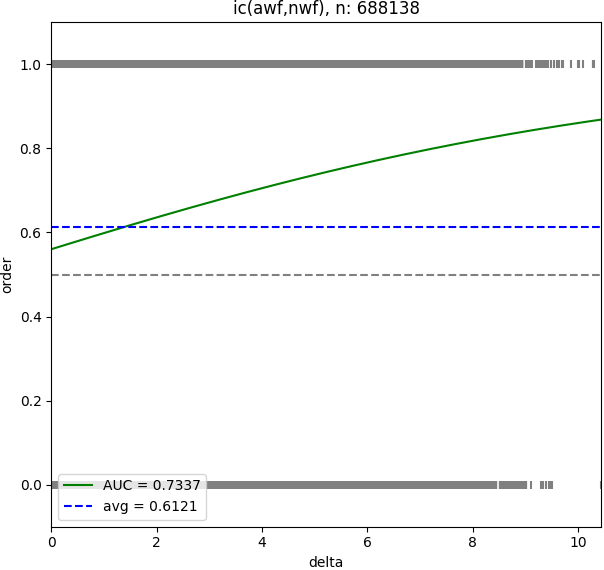 ic(awf,nwf), n: 688138
1.0
0.8
0.6
0.4
0.2
0.0
order
AUC = 0.7337
avg = 0.6121
0 2 4 6 8 10
delta